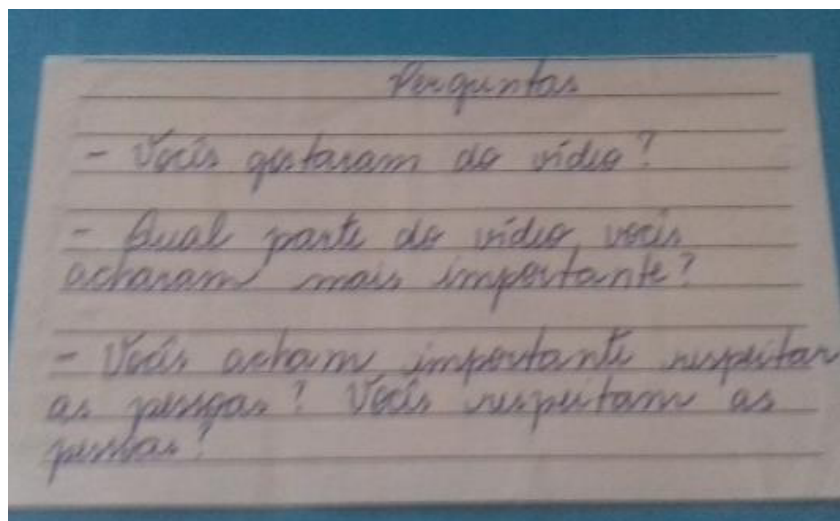 Perguntas
- Vocês gostaram do vídeo?
- Qual parte do vídeo vocês
acharam mais importante?
- Vocês acham importante respeitar
as pessoas? Vocês respeitam as
pessoas?